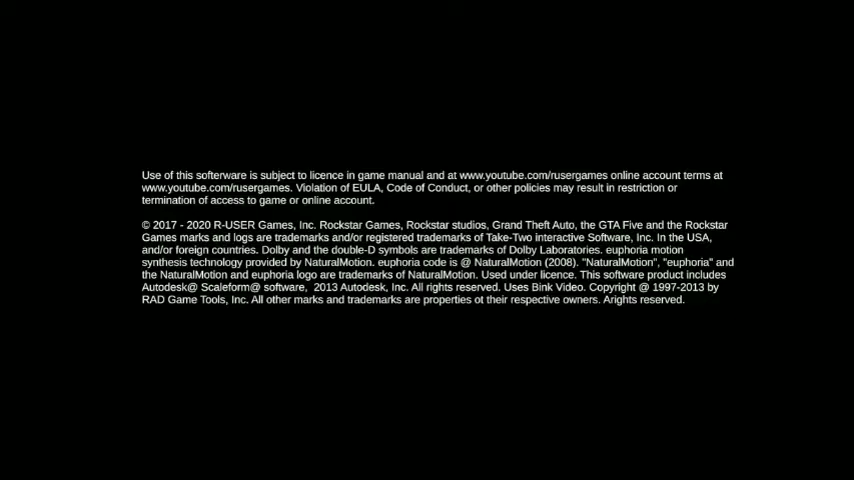 Use of this softerware is subject to licence in game manual and at www.youtube.com/rusergames online account terms at
www.youtube.com/rusergames. Violation of EULA, Code of Conduct, or other policies may result in restriction or
termination of access to game or online account.
© 2017 - 2020 R-USER Games, Inc. Rockstar Games, Rockstar studios, Grand Theft Auto, the GTA Five and the Rockstar
Games marks and logs are trademarks and/or registered trademarks of Take-Two interactive Software, Inc. In the USA,
and/or foreign countries. Dolby and the double-D symbols are trademarks of Dolby Laboratories. euphoria motion
synthesis technology provided by NaturalMotion. euphoria code is @ NaturalMotion (2008). "NaturalMotion", "euphoria" and
the NaturalMotion and euphoria logo are trademarks of NaturalMotion. Used under licence. This software product includes
Autodesk@ Scaleform@ software, 2013 Autodesk, Inc. All rights reserved. Uses Bink Video. Copyright @ 1997-2013 by
RAD Game Tools, Inc. All other marks and trademarks are properties ot their respective owners. Arights reserved.